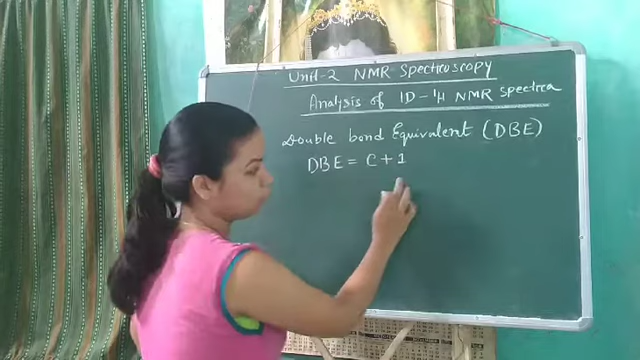 Unit-2 NMR Spectroscopy
Analysis of 1D-¹H NMR spectra
Double bond Equivalent (DBE)
DBE = C+1